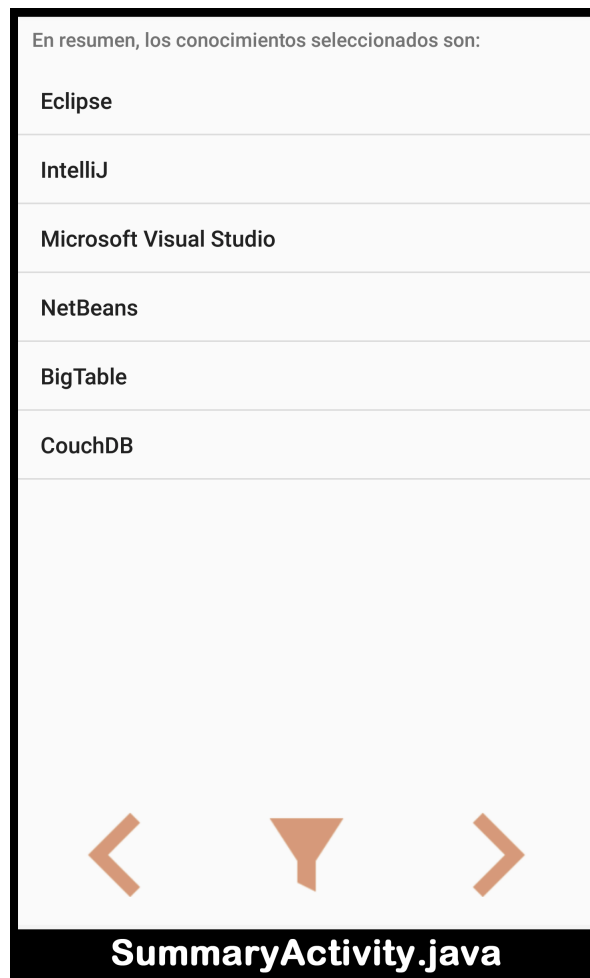 En resumen, los conocimientos seleccionados son:
Eclipse
IntelliJ
Microsoft Visual Studio
NetBeans
BigTable
CouchDB
SummaryActivity.java